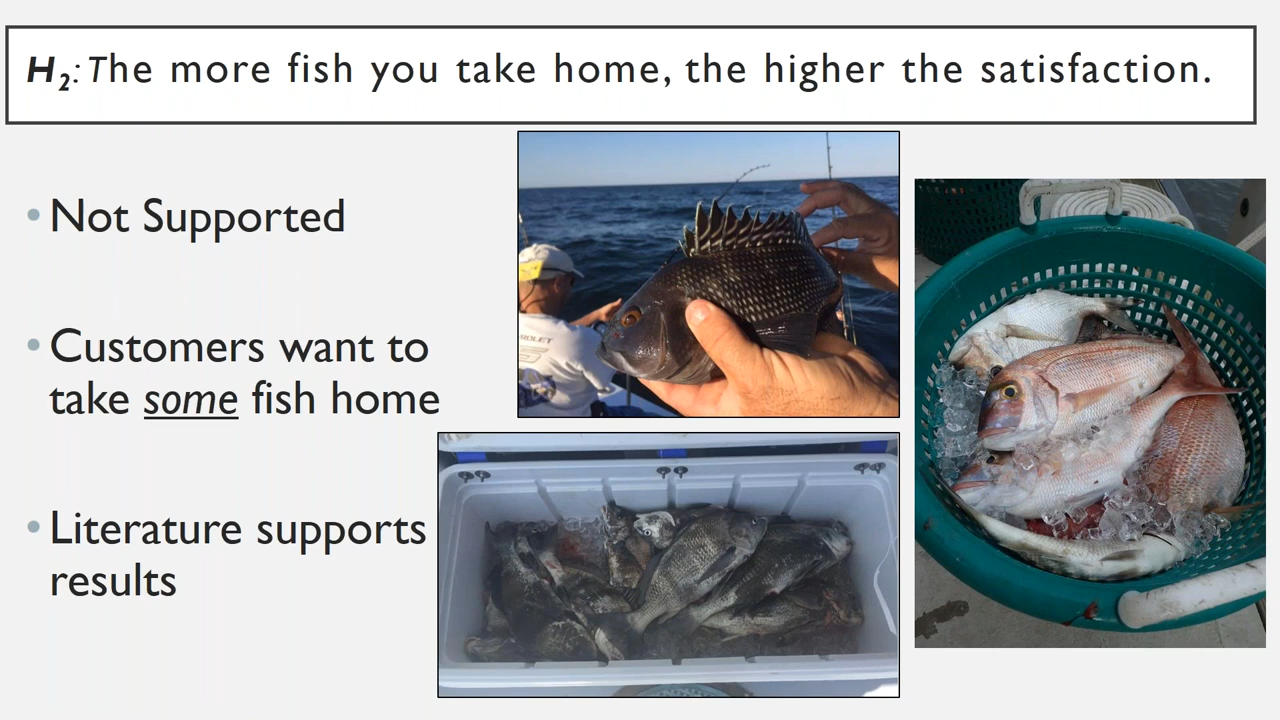 H2: The more fish you take home, the higher the satisfaction.
• Not Supported
• Customers want to
take some fish home
• Literature supports
results